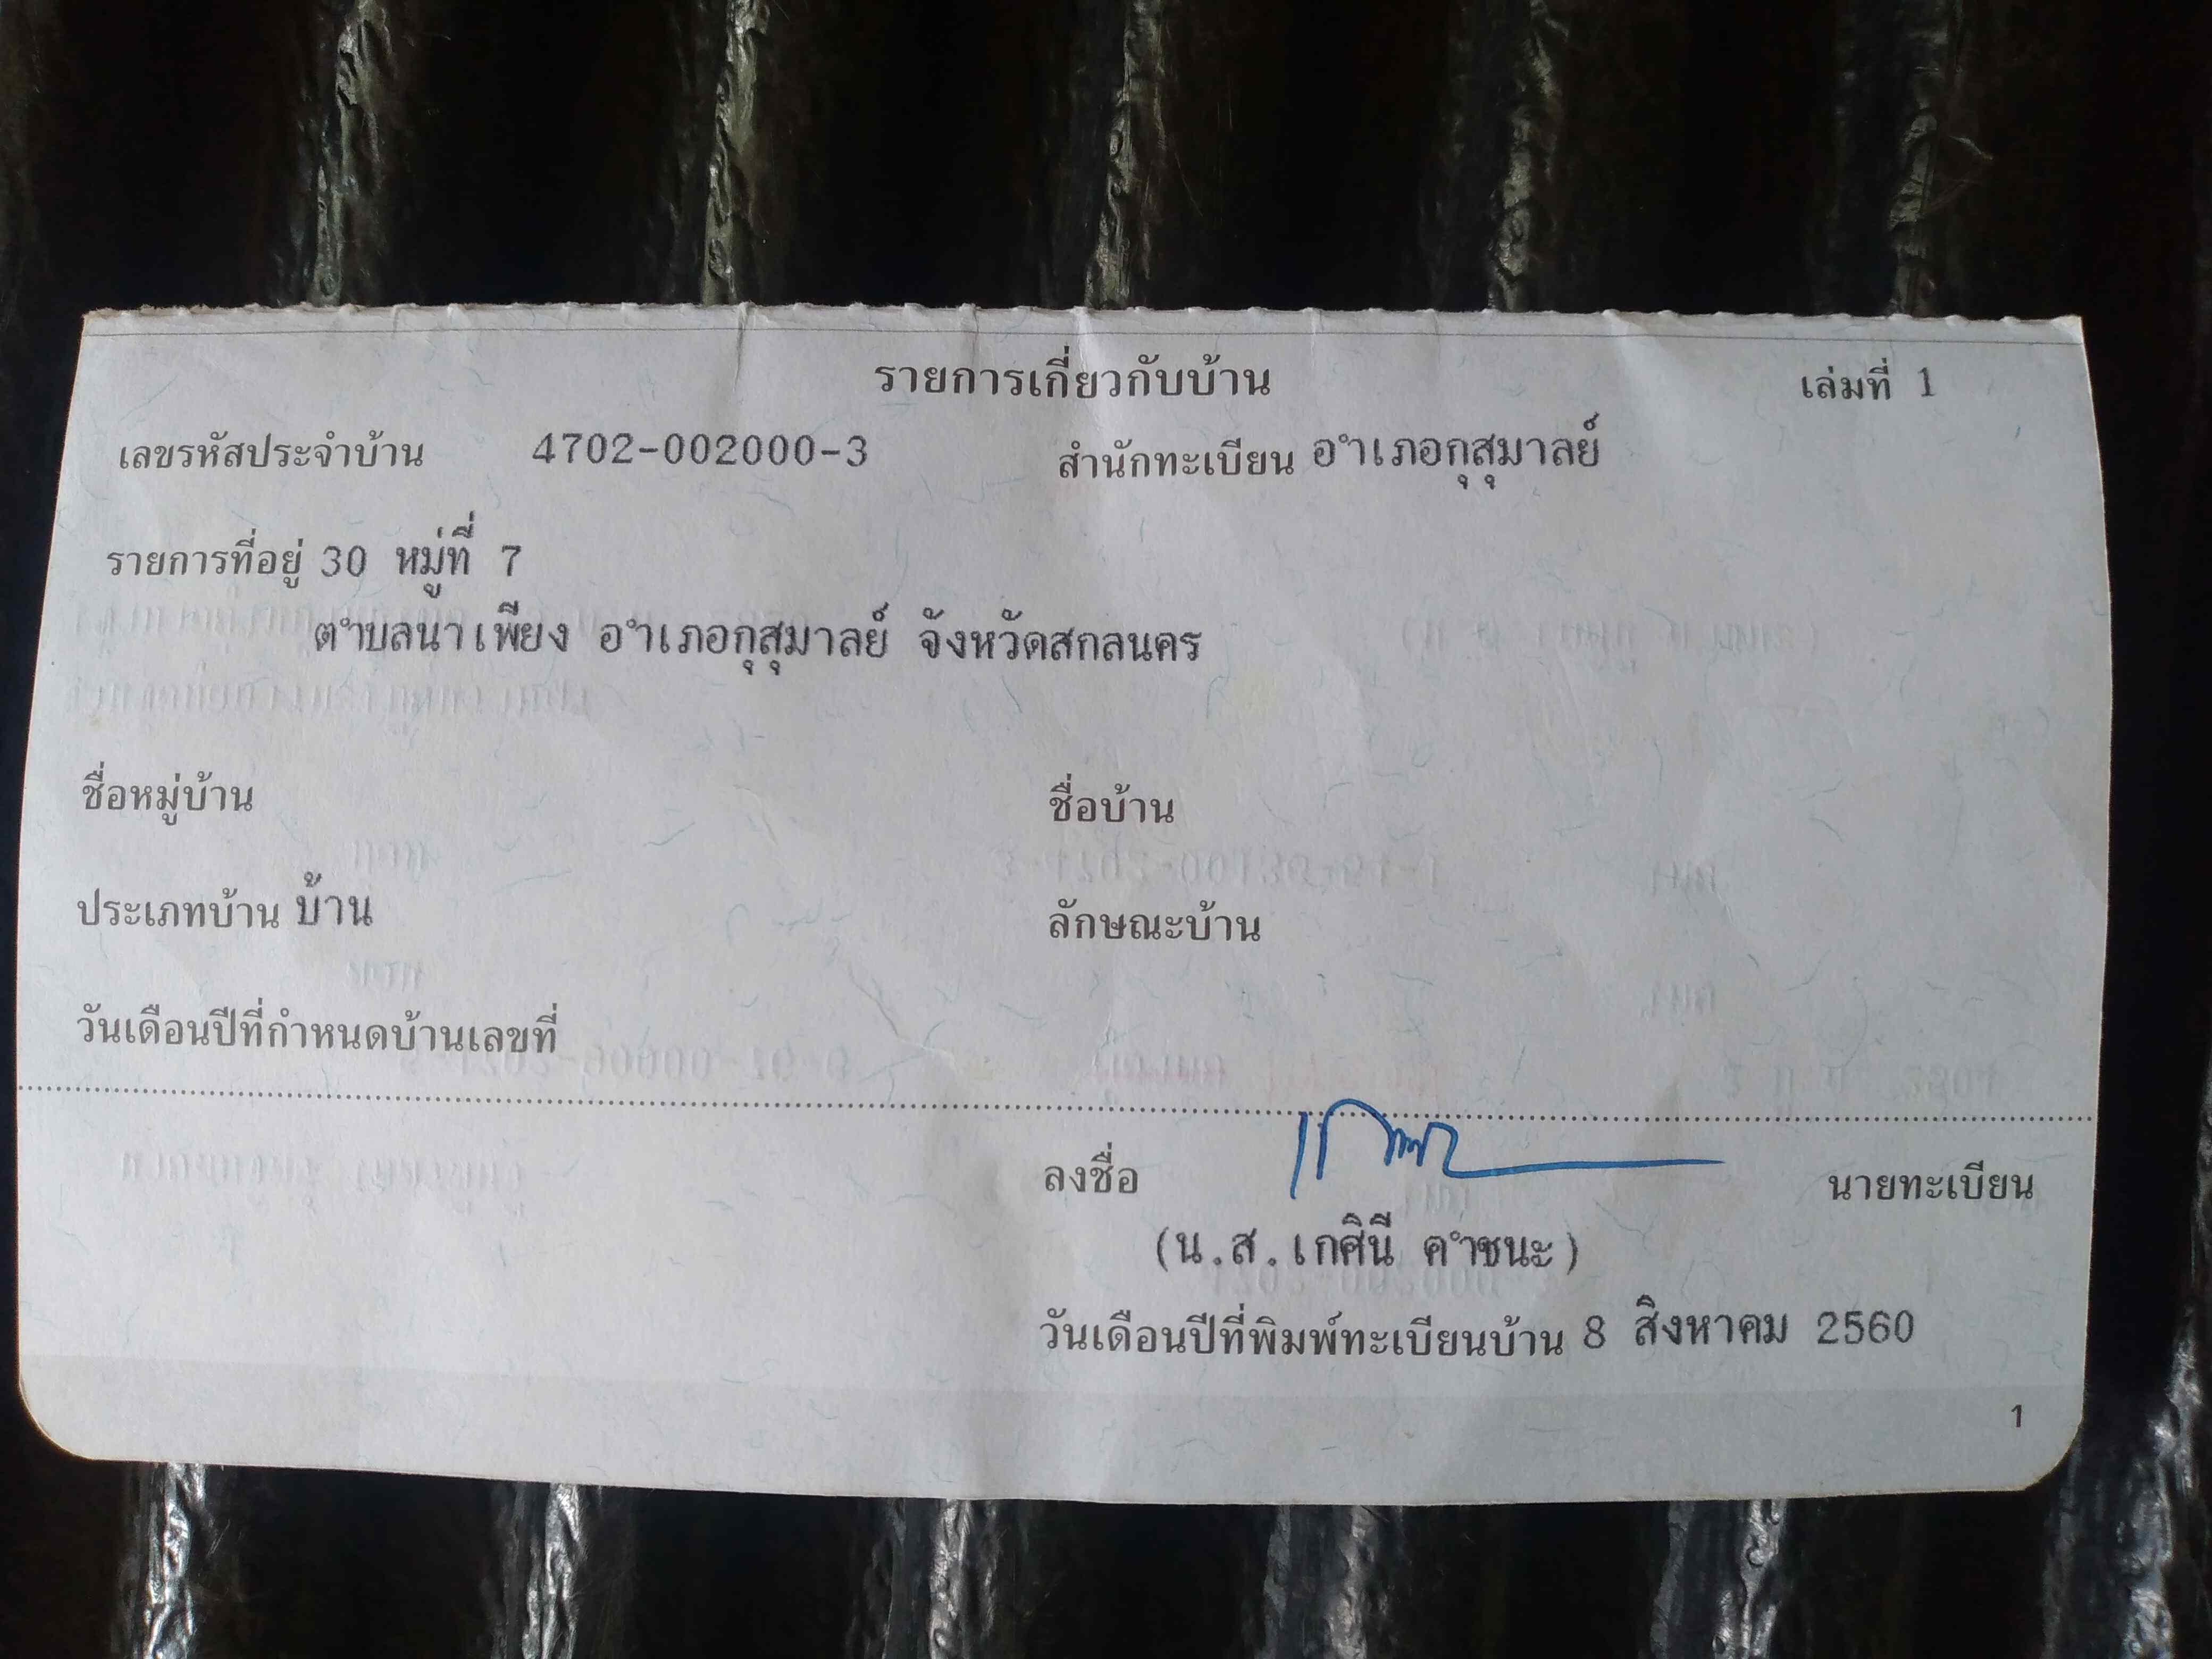 รายการเกี่ยวกับบ้าน เล่มที่ 1
เลขรหัสประจำบ้าน 4702-002000-3 สำนักทะเบียน อำเภอกุสุมาลย์
รายการที่อยู่ 30 หมู่ที่ 7
ตำบลนาเพียง อำเภอกุสุมาลย์ จังหวัดสกลนคร
ชื่อหมู่บ้าน ชื่อบ้าน
ประเภทบ้าน บ้าน ลักษณะบ้าน
วันเดือนปีที่กำหนดบ้านเลขที่
ลงชื่อ นายทะเบียน
(น.ส.เกศินี คำชนะ)
วันเดือนปีที่พิมพ์ทะเบียนบ้าน 8 สิงหาคม 2560
1